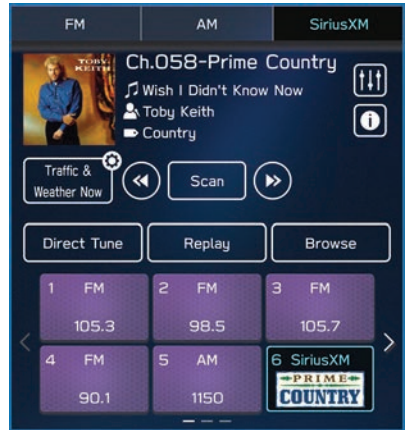 FM AM SiriusXM
TOBY KEITH
Ch.058-Prime Country
Wish I Didn't Know Now
Toby Keith
Country
Traffic &
Weather Now
Scan
Direct Tune Replay Browse
1 FM 2 FM 3 FM
105.3 98.5 105.7
4 FM 5 AM 6 SiriusXM
90.1 1150 PRIME
COUNTRY